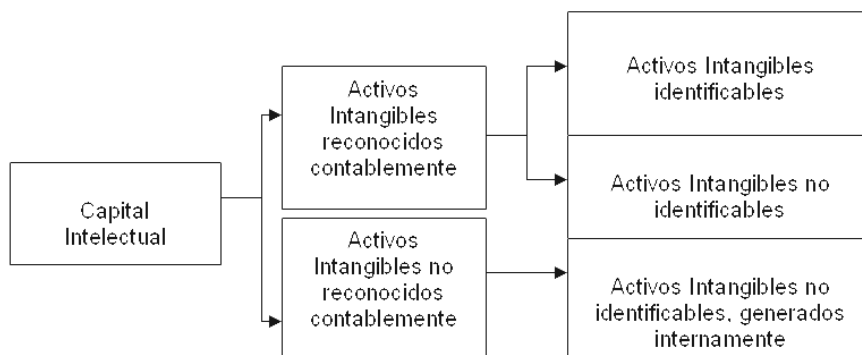 Capital
Intelectual
Activos
Intangibles
reconocidos
contablemente
Activos
Intangibles no
reconocidos
contablemente
Activos Intangibles
identificables
Activos Intangibles no
identificables
Activos Intangibles no
identificables, generados
internamente